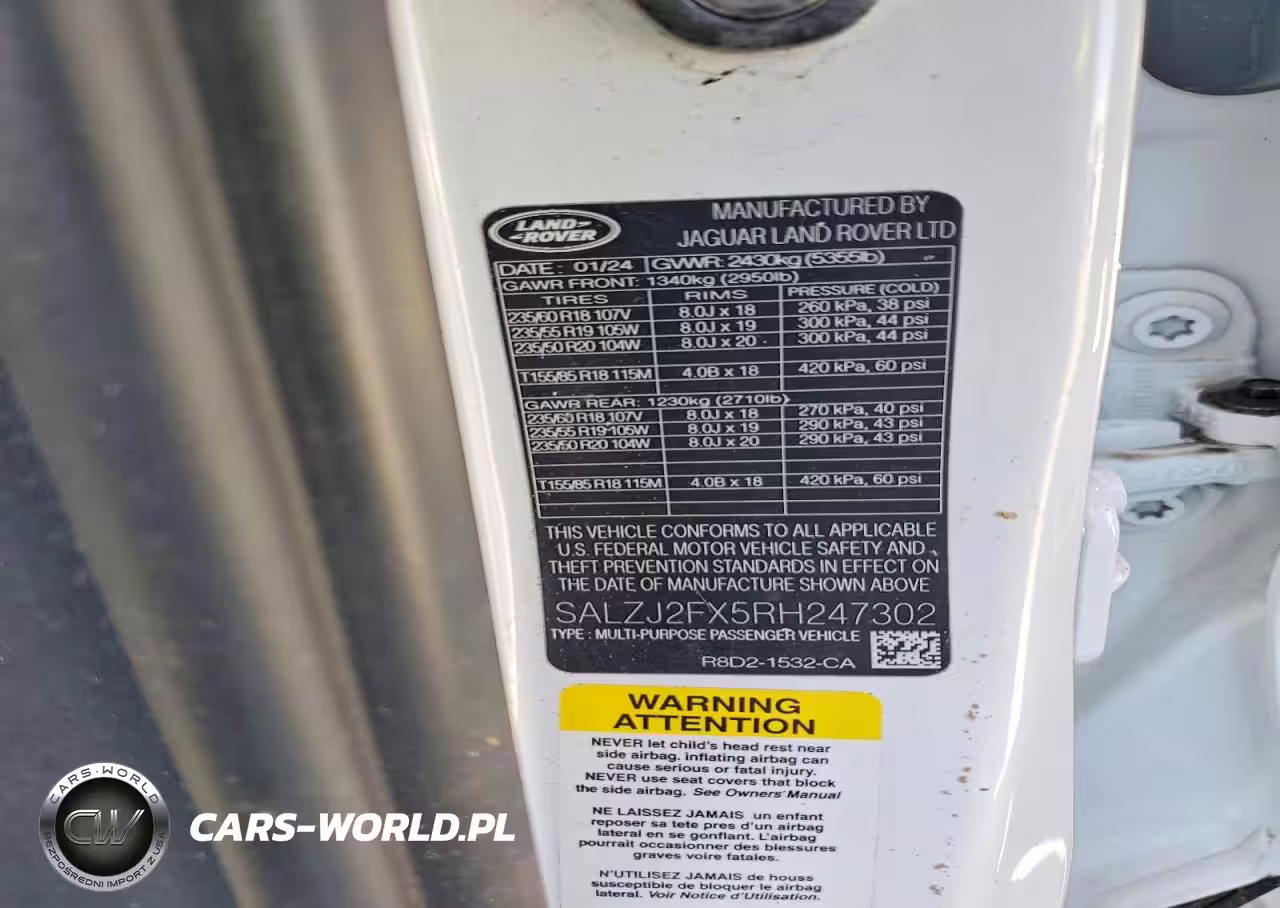 LAND-
-ROVER
MANUFACTURED BY
JAGUAR LAND ROVER LTD
DATE: 01/24 GVWR: 2430kg (5355lb)
GAWR FRONT: 1340kg (2950lb)
TIRES RIMS PRESSURE (COLD)
235/60 R18 107V 8.0J x 18 260 kPa, 38 psi
235/55 R19 105W 8.0J x 19 300 kPa, 44 psi
235/50 R20 104W 8.0J x 20 300 kPa, 44 psi
T155/85 R18 115M 4.0B x 18 420 kPa, 60 psi
GAWR REAR: 1230kg (2710lb)
235/60 R18 107V 8.0J x 18 270 kPa, 40 psi
235/55 R19 105W 8.0J x 19 290 kPa, 43 psi
235/50 R20 104W 8.0J x 20 290 kPa, 43 psi
T155/85 R18 115M 4.0B x 18 420 kPa, 60 psi
THIS VEHICLE CONFORMS TO ALL APPLICABLE
U.S. FEDERAL MOTOR VEHICLE SAFETY AND
THEFT PREVENTION STANDARDS IN EFFECT ON
THE DATE OF MANUFACTURE SHOWN ABOVE
SALZJ2FX5RH247302
TYPE : MULTI-PURPOSE PASSENGER VEHICLE
R8D2-1532-CA
WARNING
ATTENTION
NEVER let child's head rest near
side airbag. inflating airbag can
cause serious or fatal injury.
NEVER use seat covers that block
the side airbag. See Owners' Manual
NE LAISSEZ JAMAIS un enfant
reposer sa tete pres d'un airbag
lateral en se gonflant. L'airbag
pourrait occasionner des blessures
graves voire fatales.
N'UTILISEZ JAMAIS de houss
susceptible de bloquer le airbag
lateral. Voir Notice d'Utilisation.
CARS-WORLD
CW
BEZPOŚREDNI IMPORT Z USA
CARS-WORLD.PL